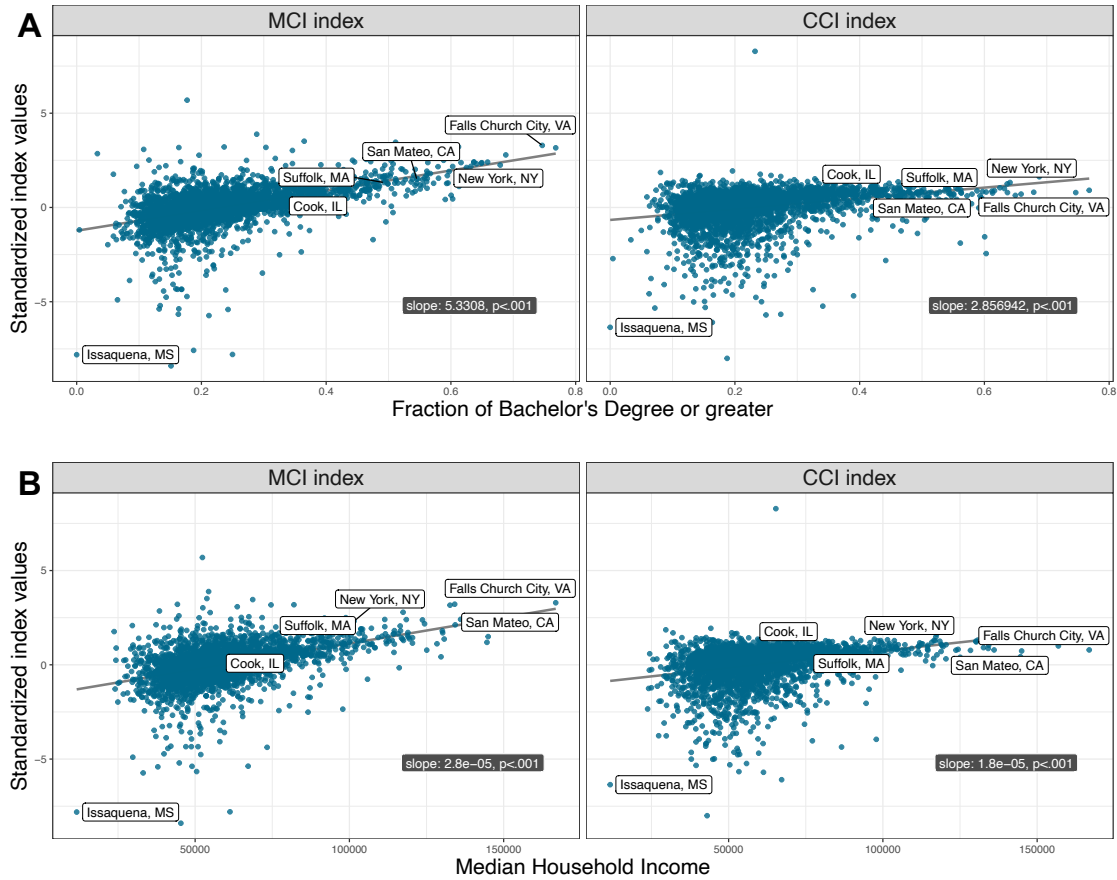 A
MCI index
CCI index
Standardized index values
5
0
−5
Falls Church City, VA
San Mateo, CA
Suffolk, MA
New York, NY
Cook, IL
slope: 5.3308, p<.001
Issaquena, MS
New York, NY
Cook, IL
Suffolk, MA
San Mateo, CA
Falls Church City, VA
slope: 2.856942, p<.001
Issaquena, MS
0.0 0.2 0.4 0.6 0.8
0.0 0.2 0.4 0.6 0.8
Fraction of Bachelor's Degree or greater
B
MCI index
CCI index
Standardized index values
5
0
−5
Falls Church City, VA
New York, NY
Suffolk, MA
San Mateo, CA
Cook, IL
slope: 2.8e−05, p<.001
Issaquena, MS
New York, NY
Cook, IL
Falls Church City, VA
Suffolk, MA
San Mateo, CA
slope: 1.8e−05, p<.001
Issaquena, MS
50000 100000 150000
50000 100000 150000
Median Household Income